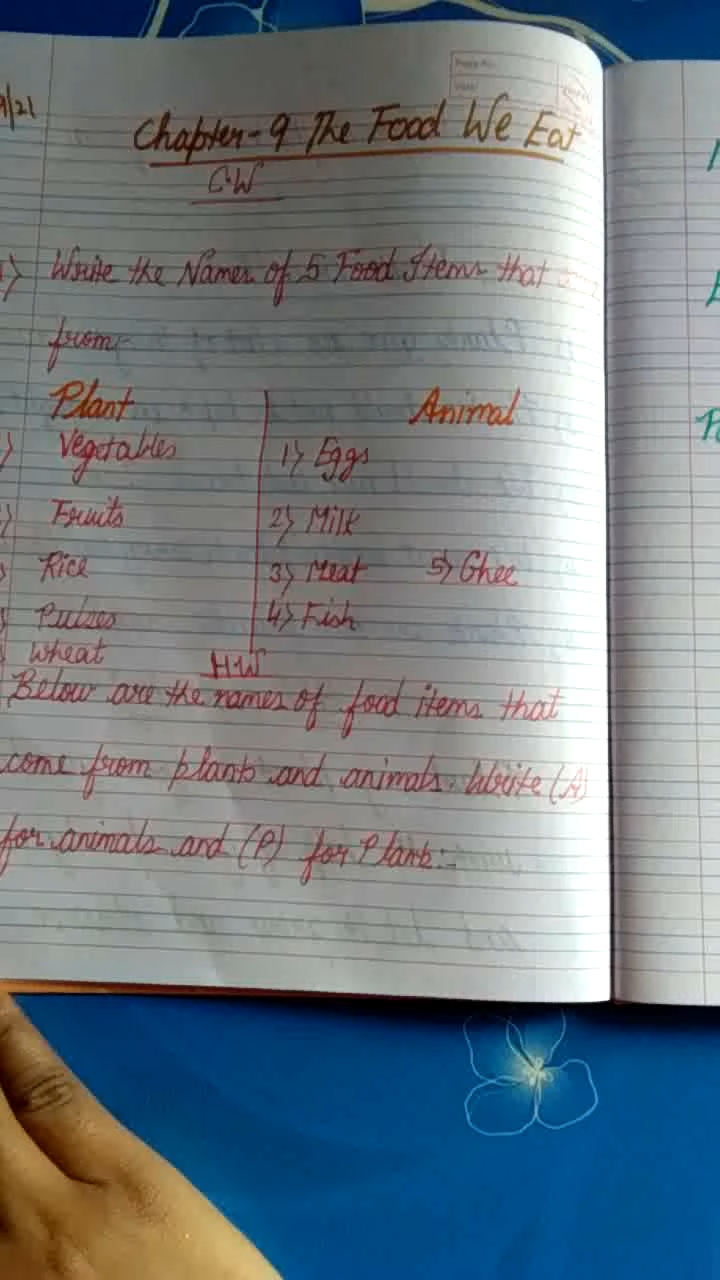 9/21
Chapter-9 The Food We Eat
C.W
Write the Names of 5 Food Items that
from:-
Plant Animal
Vegetables 1) Eggs
Fruits 2) Milk
Rice 3) Meat 5) Ghee
Pulses 4) Fish
Wheat
H.W
Below are the names of food items that
come from plants and animals. Write (A)
for animals and (P) for Plants:-